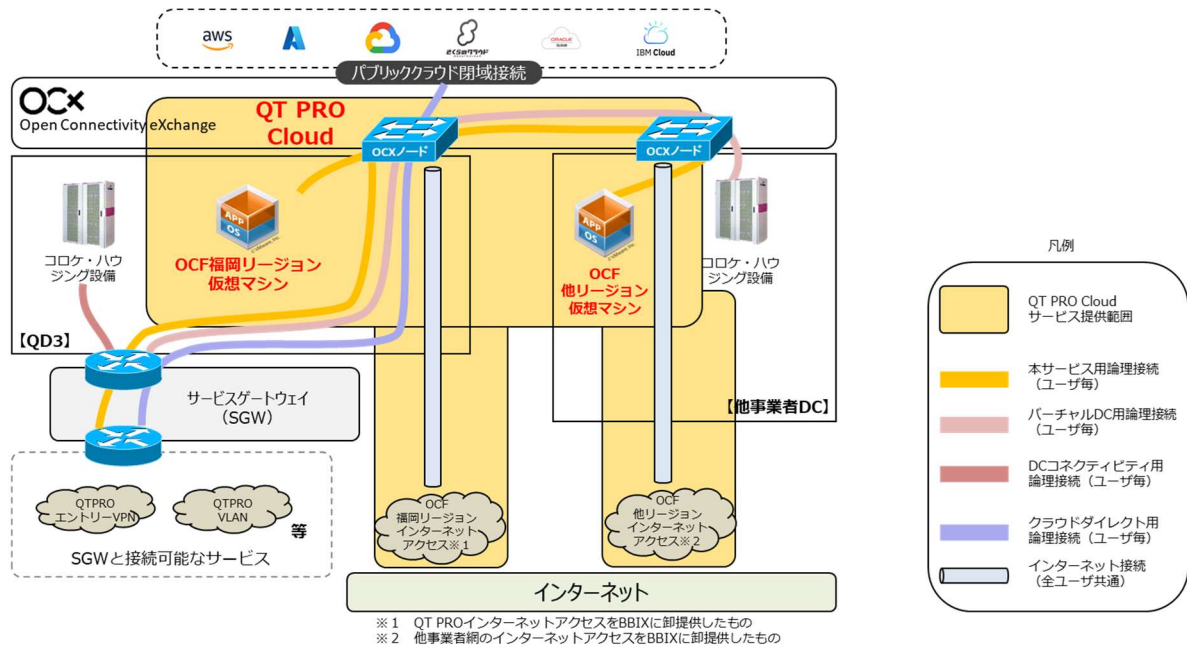 aws
さくらのクラウド
ORACLE
IBM Cloud
パブリッククラウド閉域接続
OCX
Open Connectivity eXchange
QT PRO
Cloud
OCXノード
OCXノード
コロケ・ハウ
ジング設備
APP
OS
OCF福岡リージョン
仮想マシン
APP
OS
OCF
他リージョン
仮想マシン
コロケ・ハウ
ジング設備
【QD3】
【他事業者DC】
サービスゲートウェイ
(SGW)
QTPRO
エントリーVPN
QTPRO
VLAN
等
SGWと接続可能なサービス
OCF
福岡リージョン
インターネット
アクセス※1
OCF
他リージョン
インターネット
アクセス※2
インターネット
※1 QT PROインターネットアクセスをBBIXに卸提供したもの
※2 他事業者網のインターネットアクセスをBBIXに卸提供したもの
凡例
QT PRO Cloud
サービス提供範囲
本サービス用論理接続
(ユーザ毎)
バーチャルDC用論理接続
(ユーザ毎)
DCコネクティビティ用
論理接続(ユーザ毎)
クラウドダイレクト用
論理接続(ユーザ毎)
インターネット接続
(全ユーザ共通)